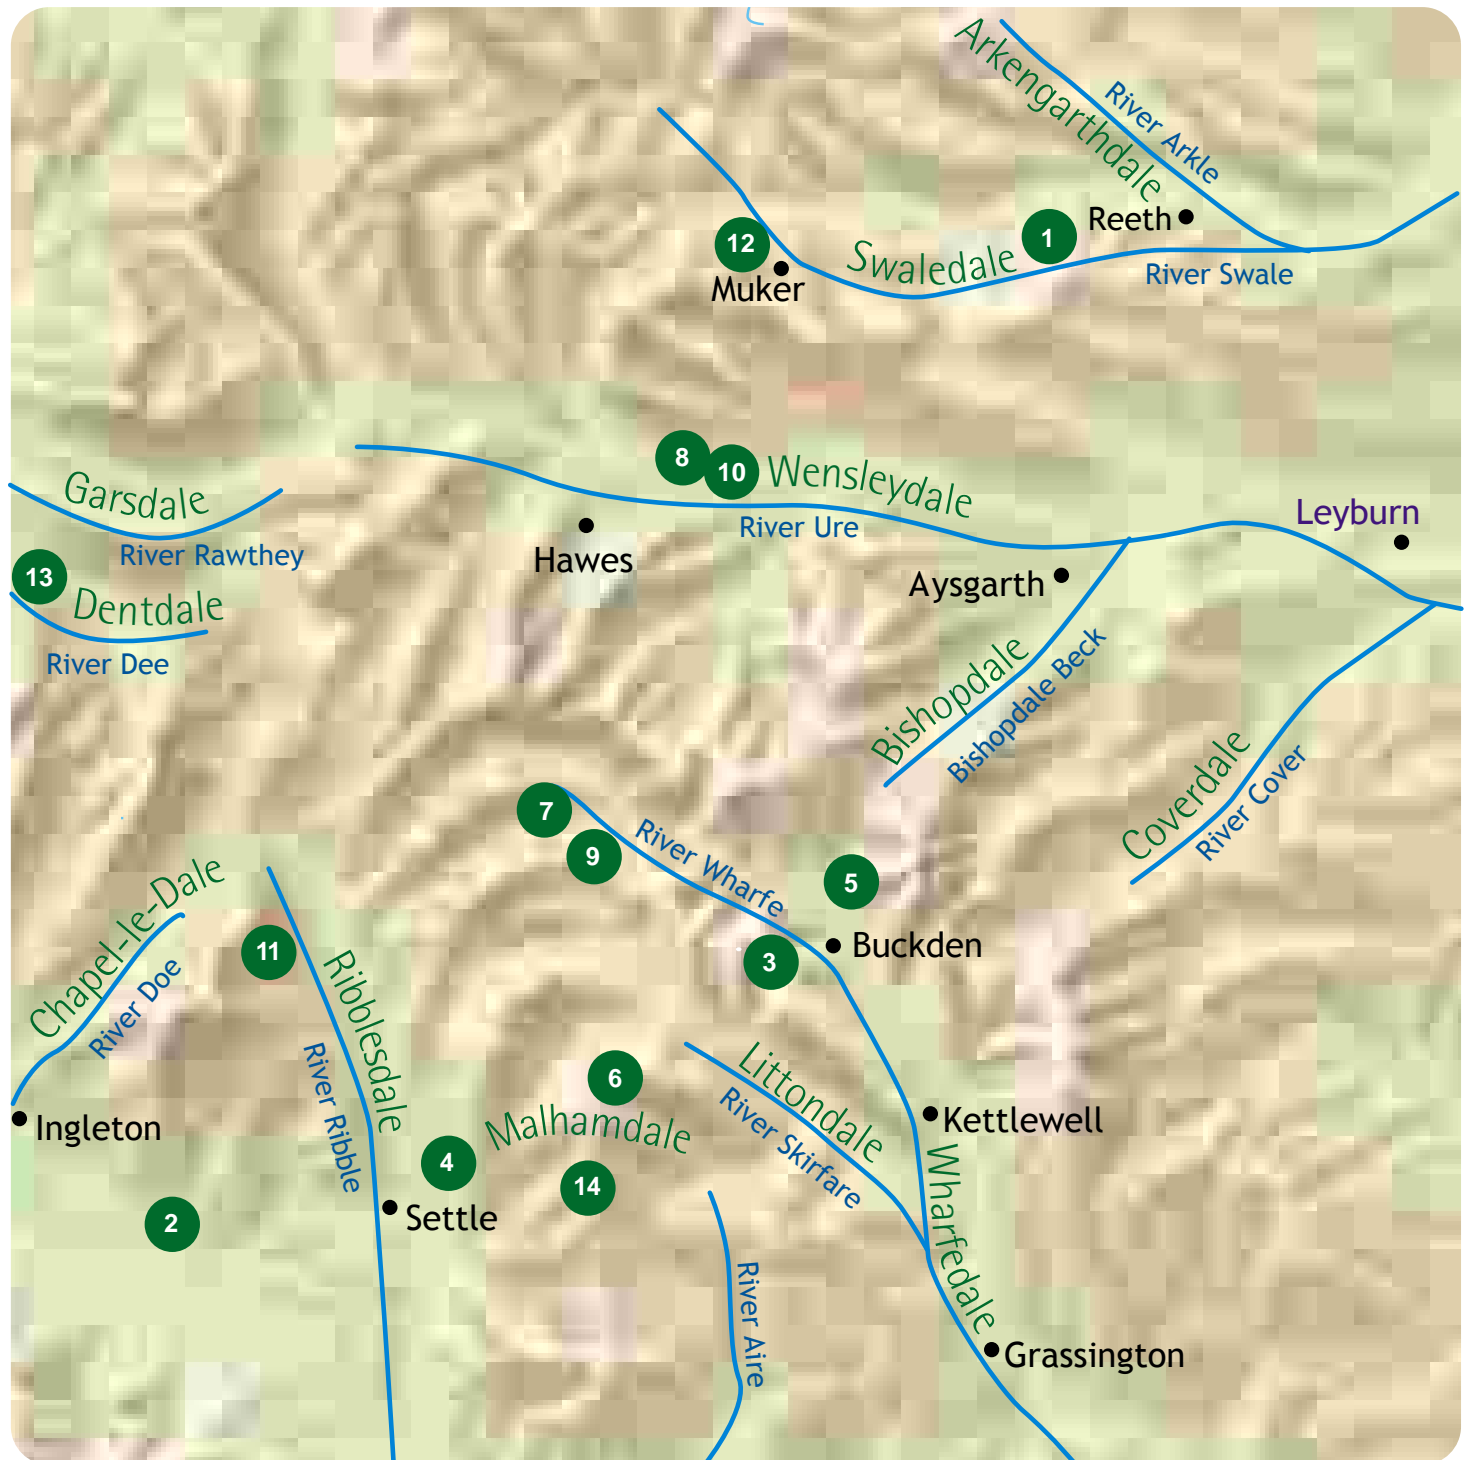 Arkengarthdale
River Arkle
Reeth
1
12
Swaledale
Muker
River Swale
8
10
Wensleydale
Garsdale
River Rawthey
River Ure
Leyburn
Hawes
13
Dentdale
Aysgarth
River Dee
Bishopdale
Bishopdale Beck
Coverdale
River Cover
7
9
River Wharfe
5
Chapel-le-Dale
11
Buckden
3
Ribblesdale
River Doe
Littondale
6
River Ribble
Malhamdale
River Skirfare
Kettlewell
Ingleton
4
14
Settle
2
Wharfedale
River Aire
Grassington